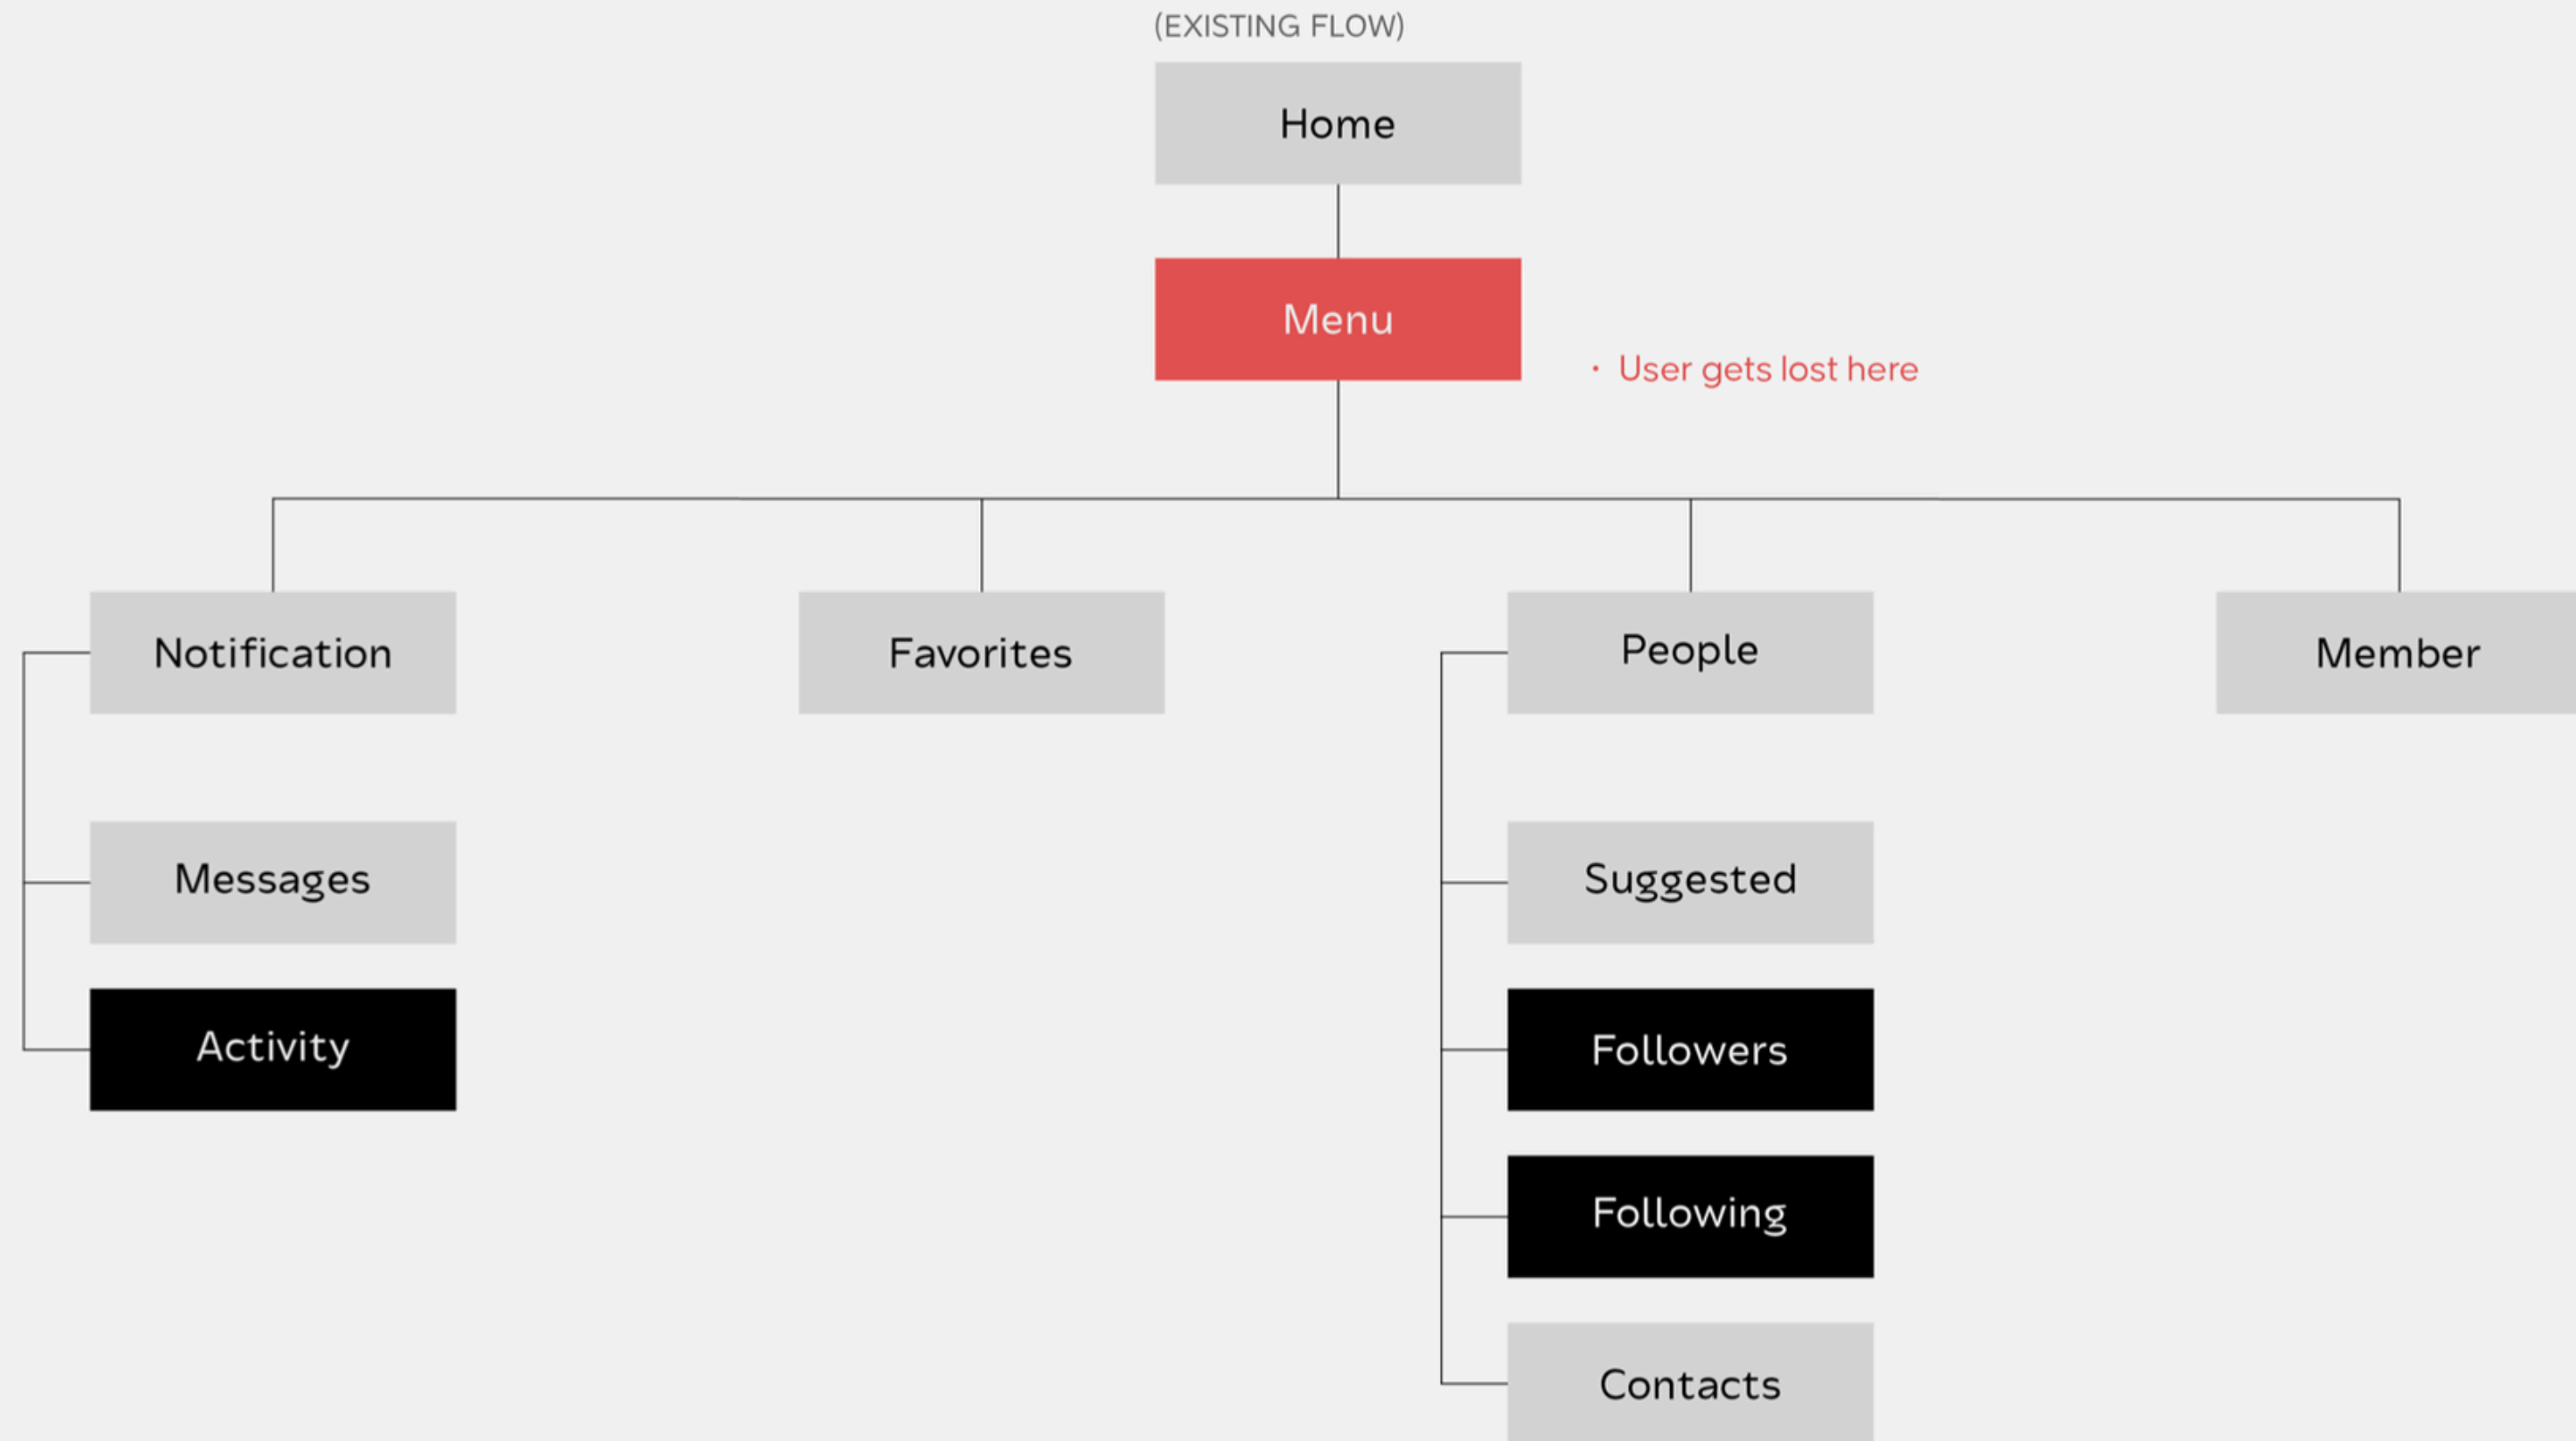 (EXISTING FLOW)
Home
Menu
• User gets lost here
Notification
Favorites
People
Member
Messages
Suggested
Activity
Followers
Following
Contacts